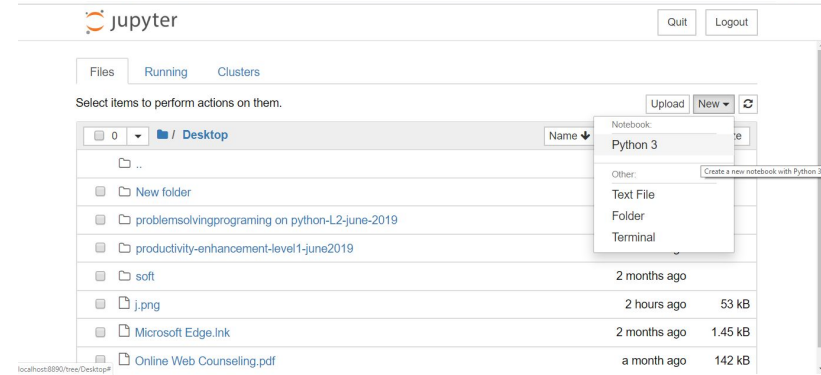 jupyter
Quit Logout
Files Running Clusters
Select items to perform actions on them.
Upload New
0 / Desktop Name
Notebook:
Python 3
Create a new notebook with Python 3
Other:
Text File
Folder
Terminal
..
New folder
problemsolvingprograming on python-L2-june-2019
productivity-enhancement-level1-june2019
soft 2 months ago
j.png 2 hours ago 53 kB
Microsoft Edge.lnk 2 months ago 1.45 kB
Online Web Counseling.pdf a month ago 142 kB
localhost:8890/tree/Desktop#